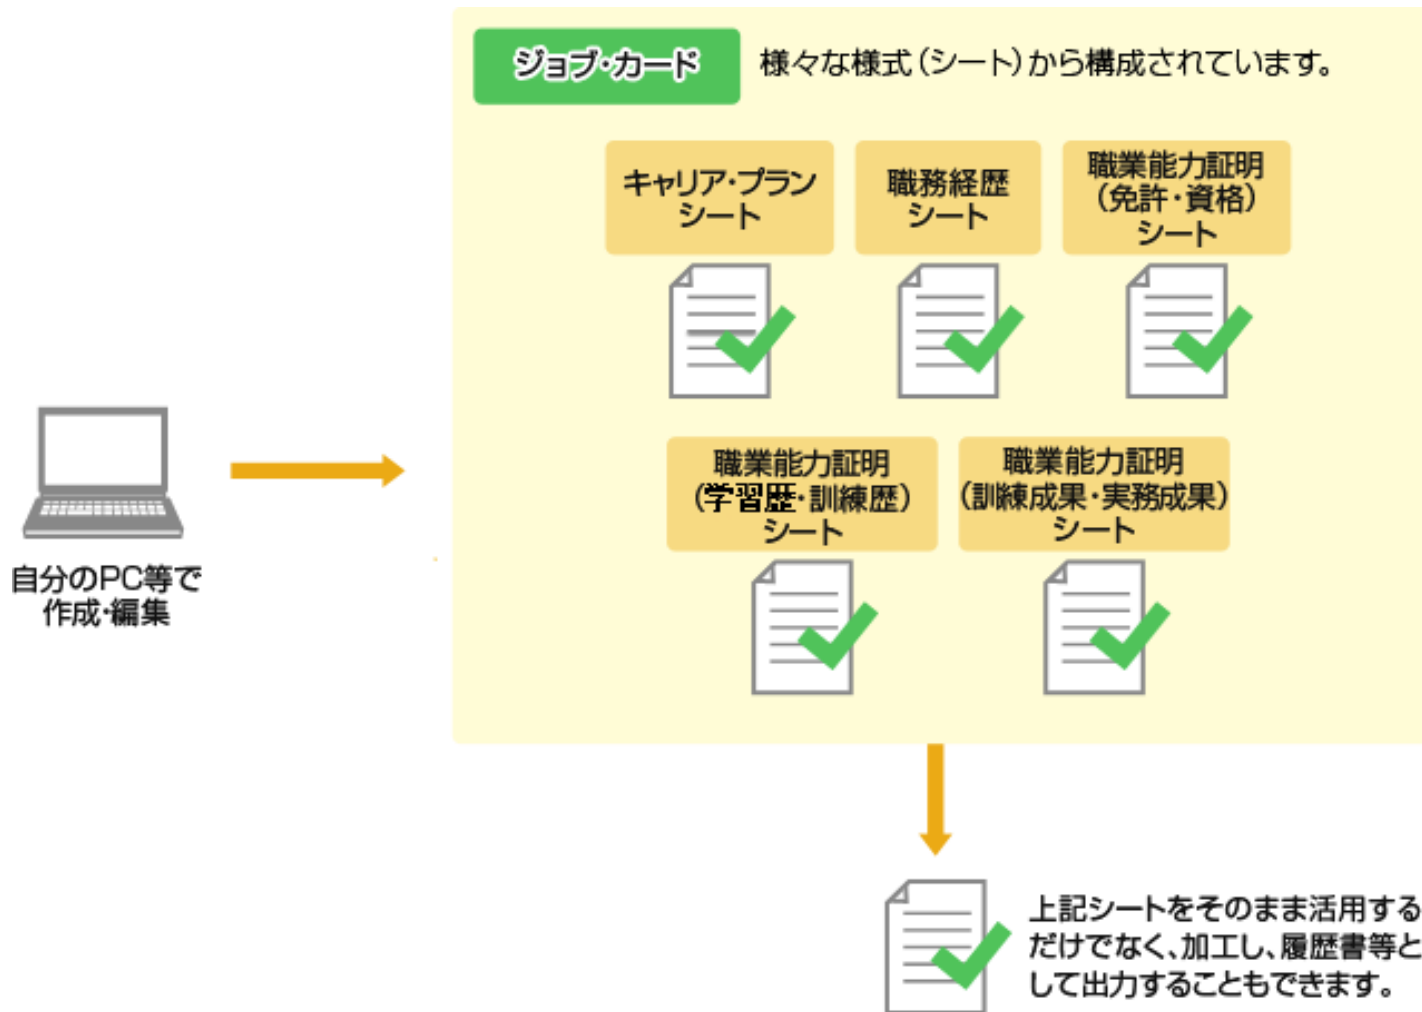 ジョブ・カード 様々な様式(シート)から構成されています。
キャリア・プラン
シート
職務経歴
シート
職業能力証明
(免許・資格)
シート
職業能力証明
(学習歴・訓練歴)
シート
職業能力証明
(訓練成果・実務成果)
シート
自分のPC等で
作成・編集
上記シートをそのまま活用する
だけでなく、加工し、履歴書等と
して出力することもできます。